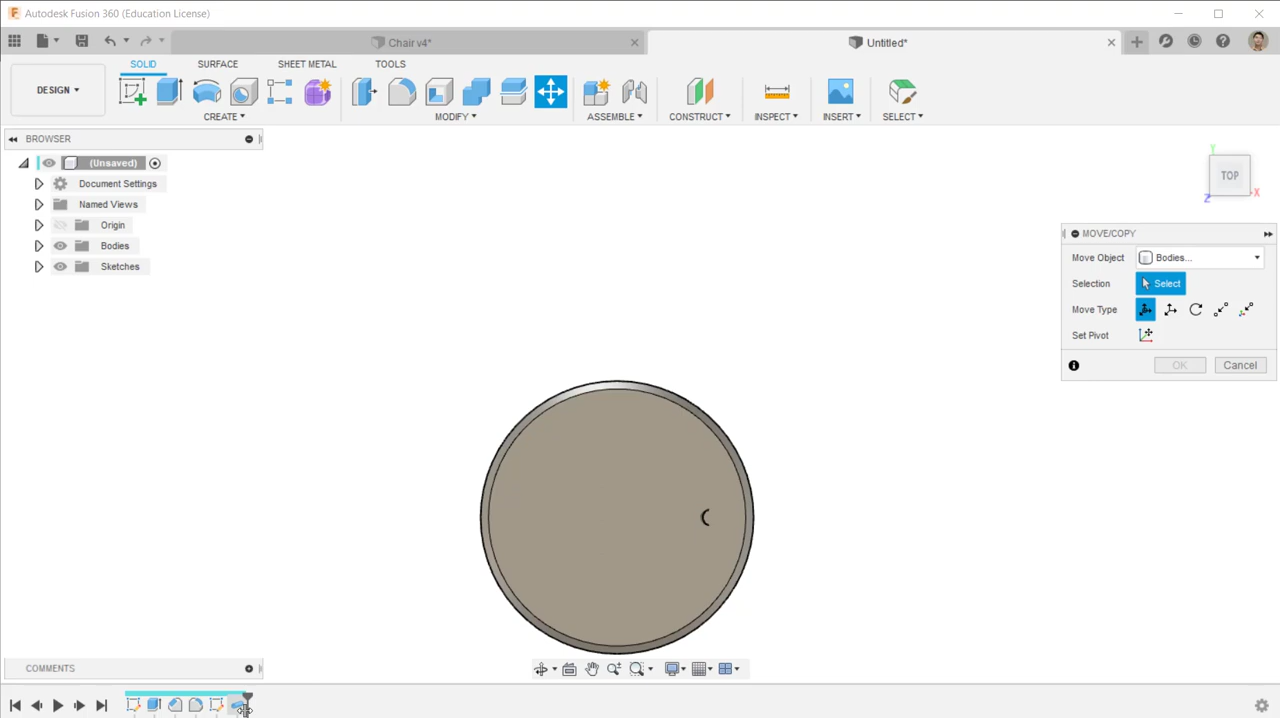 Autodesk Fusion 360 (Education License)
Chair v4*
Untitled*
DESIGN
SOLID
SURFACE
SHEET METAL
TOOLS
CREATE
MODIFY
ASSEMBLE
CONSTRUCT
INSPECT
INSERT
SELECT
BROWSER
(Unsaved)
Document Settings
Named Views
Origin
Bodies
Sketches
Y
TOP
Z
X
MOVE/COPY
Move Object
Bodies...
Selection
Select
Move Type
Set Pivot
OK
Cancel
COMMENTS